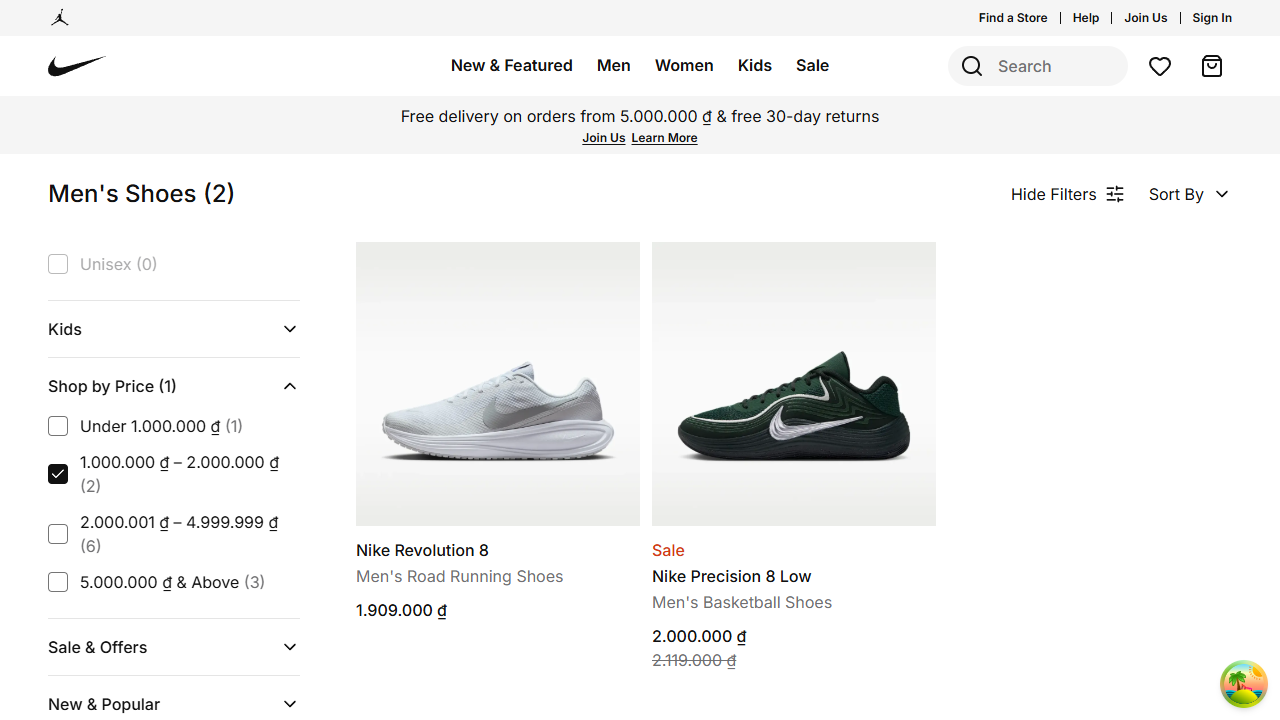 Find a Store
Help
Join Us
Sign In
New & Featured
Men
Women
Kids
Sale
Search
Free delivery on orders from 5.000.000 ₫ & free 30-day returns
Join Us Learn More
Men's Shoes (2)
Hide Filters
Sort By
Unisex (0)
Kids
Shop by Price (1)
Under 1.000.000 ₫ (1)
1.000.000 ₫ – 2.000.000 ₫
(2)
2.000.001 ₫ – 4.999.999 ₫
(6)
5.000.000 ₫ & Above (3)
Sale & Offers
New & Popular
Nike Revolution 8
Men's Road Running Shoes
1.909.000 ₫
Sale
Nike Precision 8 Low
Men's Basketball Shoes
2.000.000 ₫
2.119.000 ₫